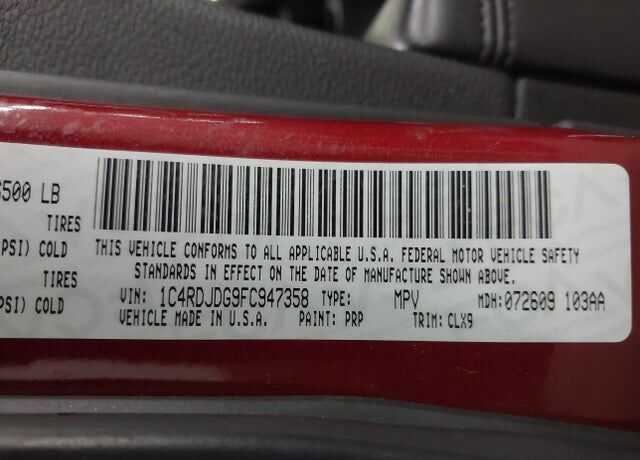 500 LB
TIRES
PSI) COLD
TIRES
PSI) COLD
THIS VEHICLE CONFORMS TO ALL APPLICABLE U.S.A. FEDERAL MOTOR VEHICLE SAFETY
STANDARDS IN EFFECT ON THE DATE OF MANUFACTURE SHOWN ABOVE.
VIN: 1C4RDJDG9FC947358 TYPE: MPV MDH: 072609 103AA
VEHICLE MADE IN U.S.A. PAINT: PRP TRIM: CLX9